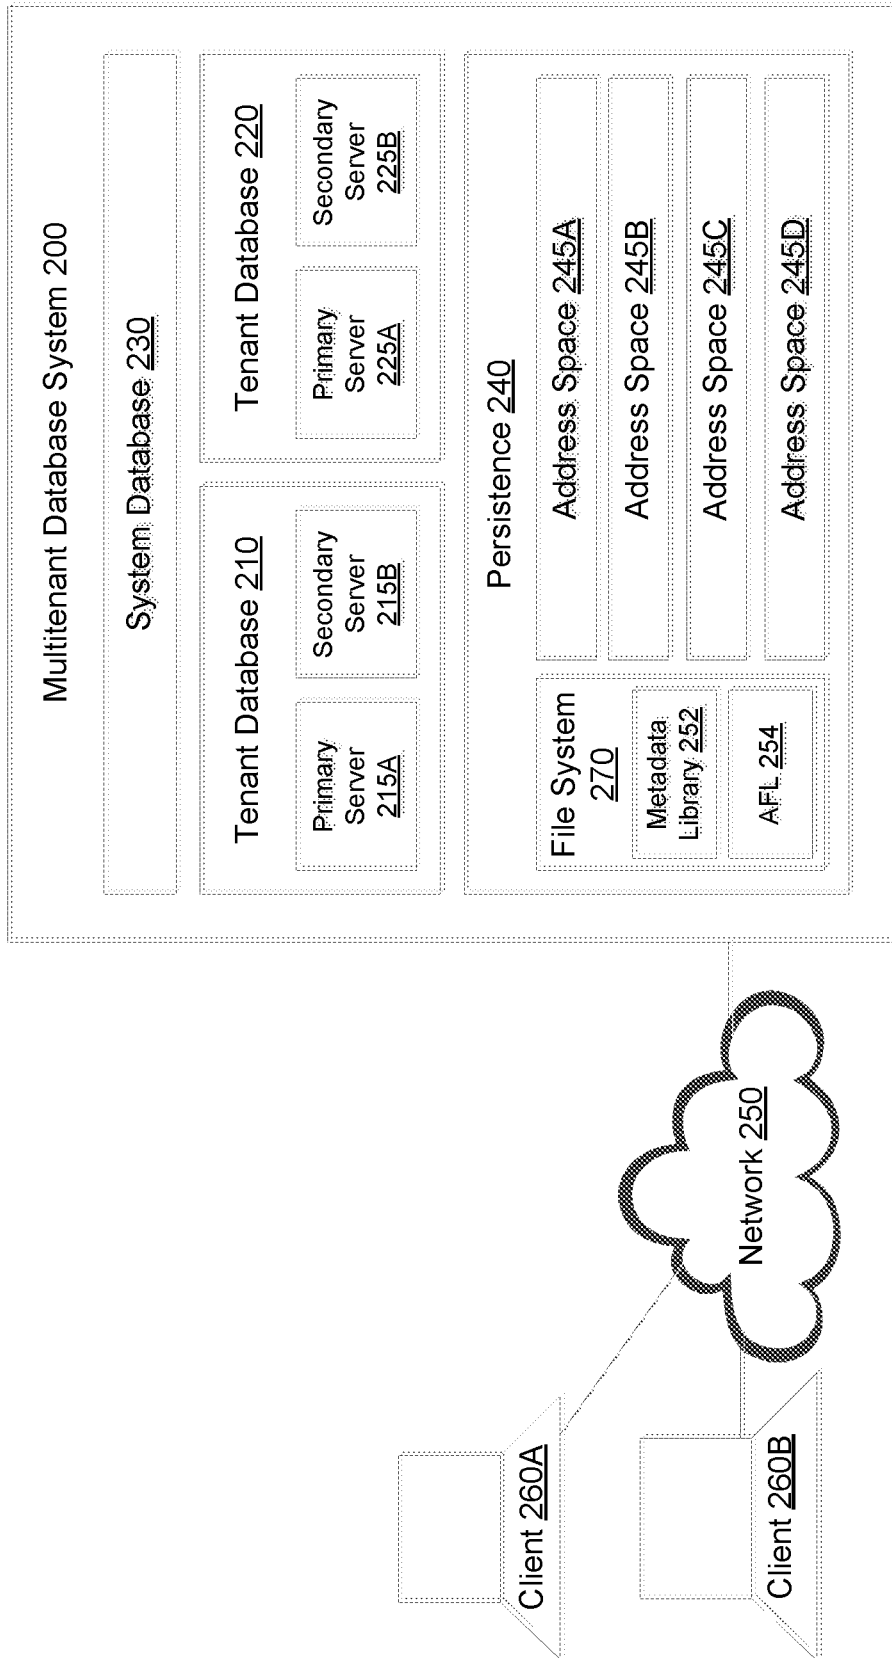 Multitenant Database System 200
System Database 230
Tenant Database 210
Primary
Server
215A
Secondary
Server
215B
Tenant Database 220
Primary
Server
225A
Secondary
Server
225B
Persistence 240
File System
270
Metadata
Library 252
AFL 254
Address Space 245A
Address Space 245B
Address Space 245C
Address Space 245D
Network 250
Client 260A
Client 260B